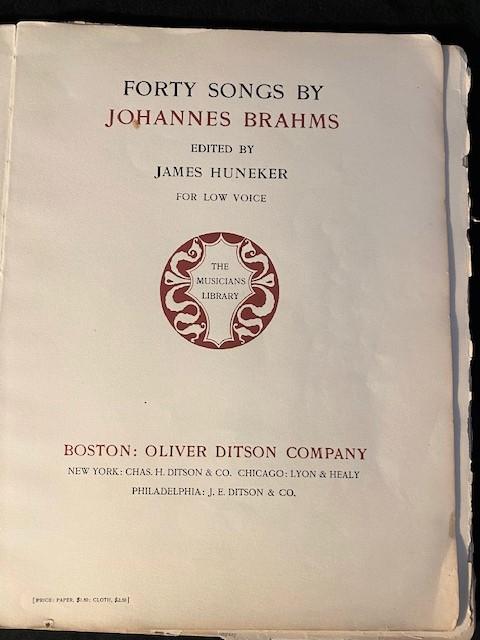 FORTY SONGS BY
JOHANNES BRAHMS
EDITED BY
JAMES HUNEKER
FOR LOW VOICE
THE
MUSICIANS
LIBRARY
BOSTON: OLIVER DITSON COMPANY
NEW YORK: CHAS. H. DITSON & CO. CHICAGO: LYON & HEALY
PHILADELPHIA: J. E. DITSON & CO.
[PRICE: PAPER, $1.50; CLOTH, $2.50]